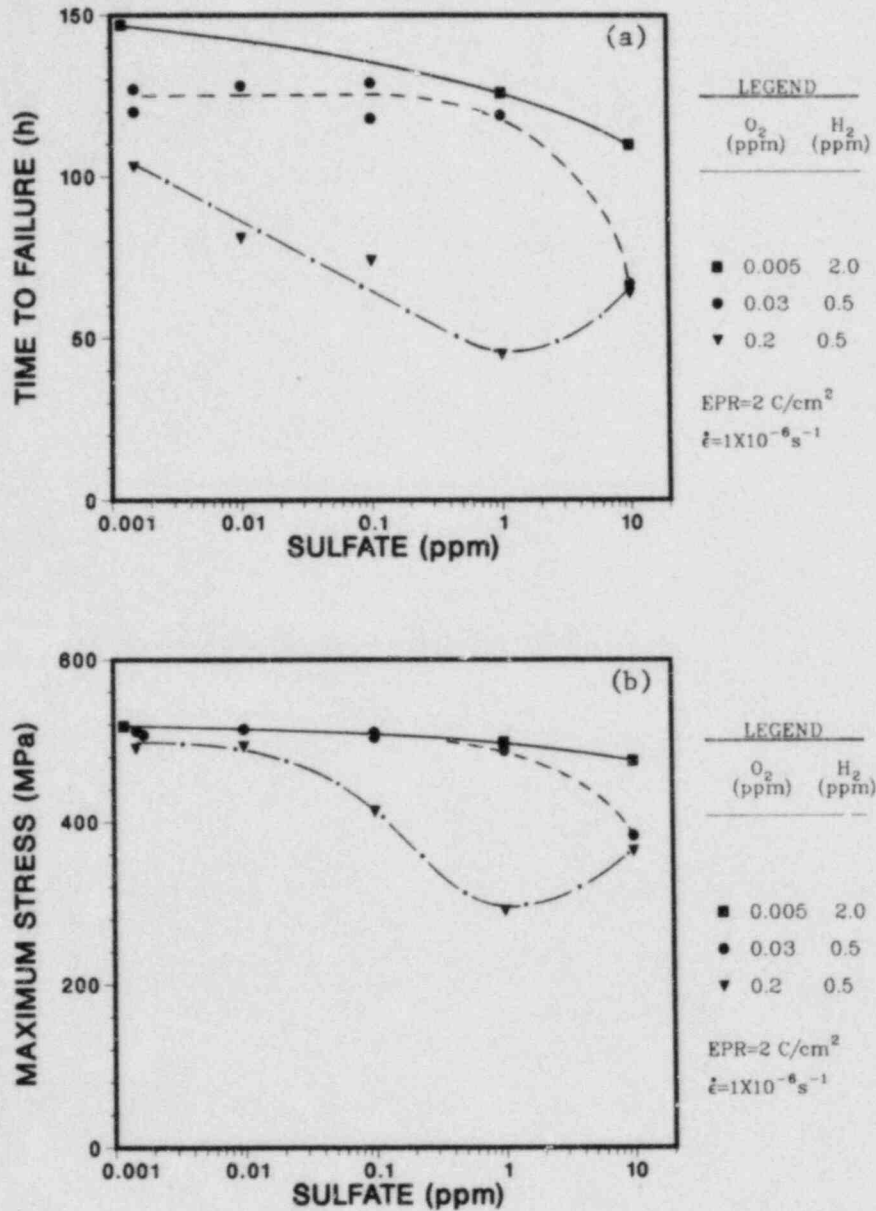 (a)
TIME TO FAILURE (h)
150
100
50
0
0.001 0.01 0.1 1 10
SULFATE (ppm)
LEGEND
O₂ H₂
(ppm) (ppm)
■ 0.005 2.0
● 0.03 0.5
▼ 0.2 0.5
EPR=2 C/cm²
ε̇=1X10⁻⁶s⁻¹
(b)
MAXIMUM STRESS (MPa)
600
400
200
0
0.001 0.01 0.1 1 10
SULFATE (ppm)
LEGEND
O₂ H₂
(ppm) (ppm)
■ 0.005 2.0
● 0.03 0.5
▼ 0.2 0.5
EPR=2 C/cm²
ε̇=1X10⁻⁶s⁻¹